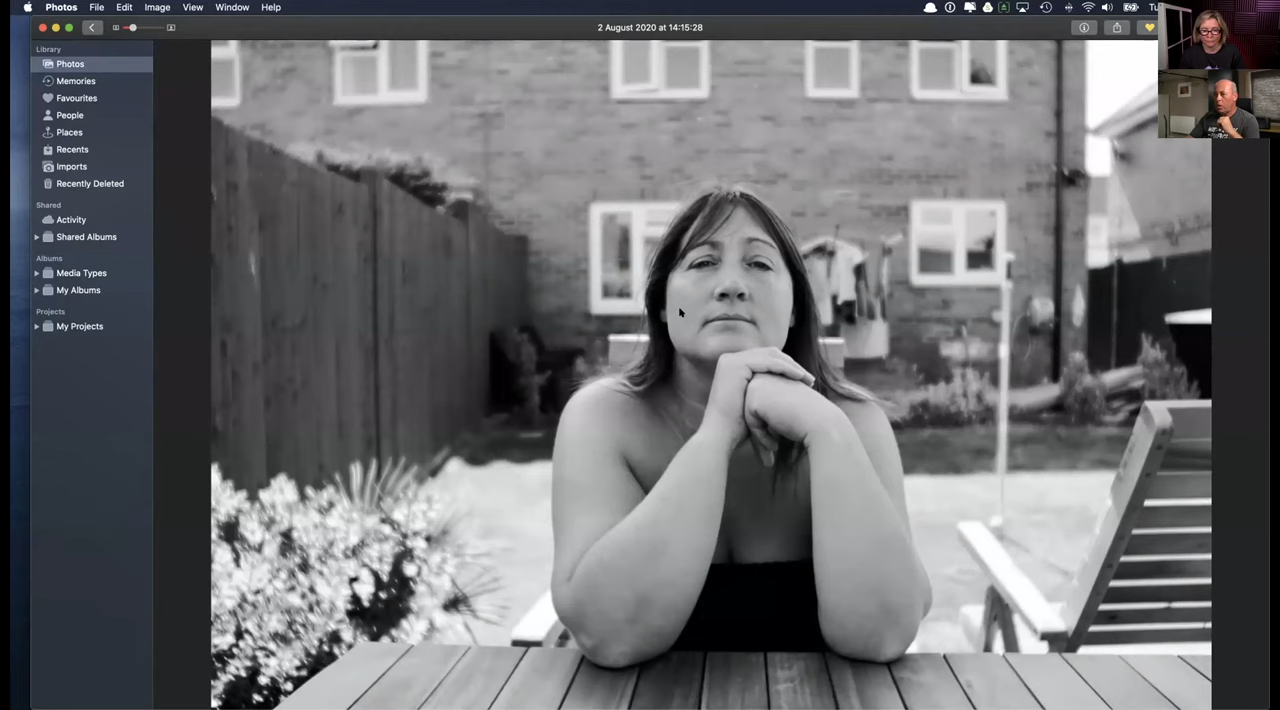 Photos File Edit Image View Window Help
2 August 2020 at 14:15:28
Library
Photos
Memories
Favourites
People
Places
Recents
Imports
Recently Deleted
Shared
Activity
Shared Albums
Albums
Media Types
My Albums
Projects
My Projects